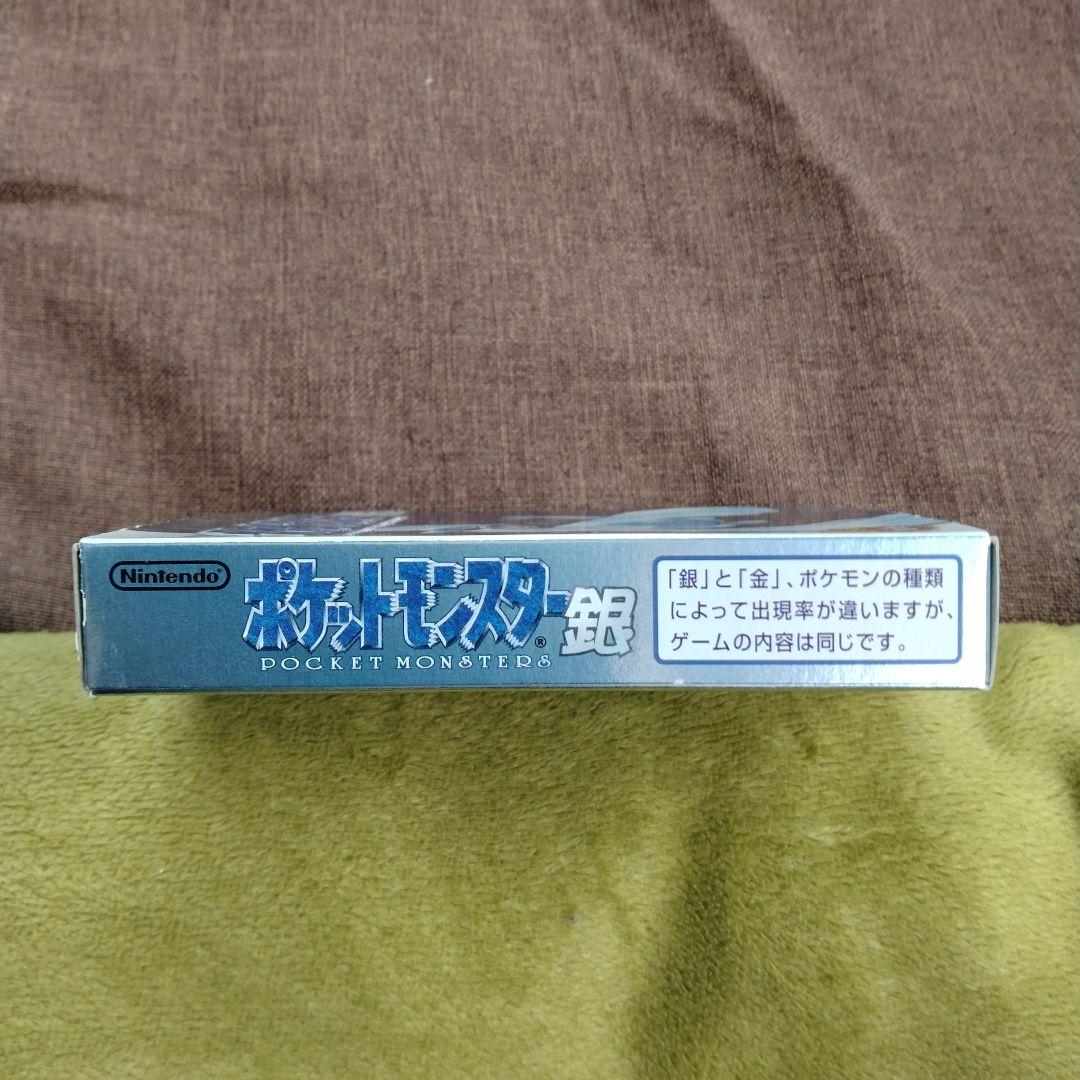 Nintendo®
ポケットモンスター®銀
POCKET MONSTERS
「銀」と「金」、ポケモンの種類
によって出現率が違いますが、
ゲームの内容は同じです。